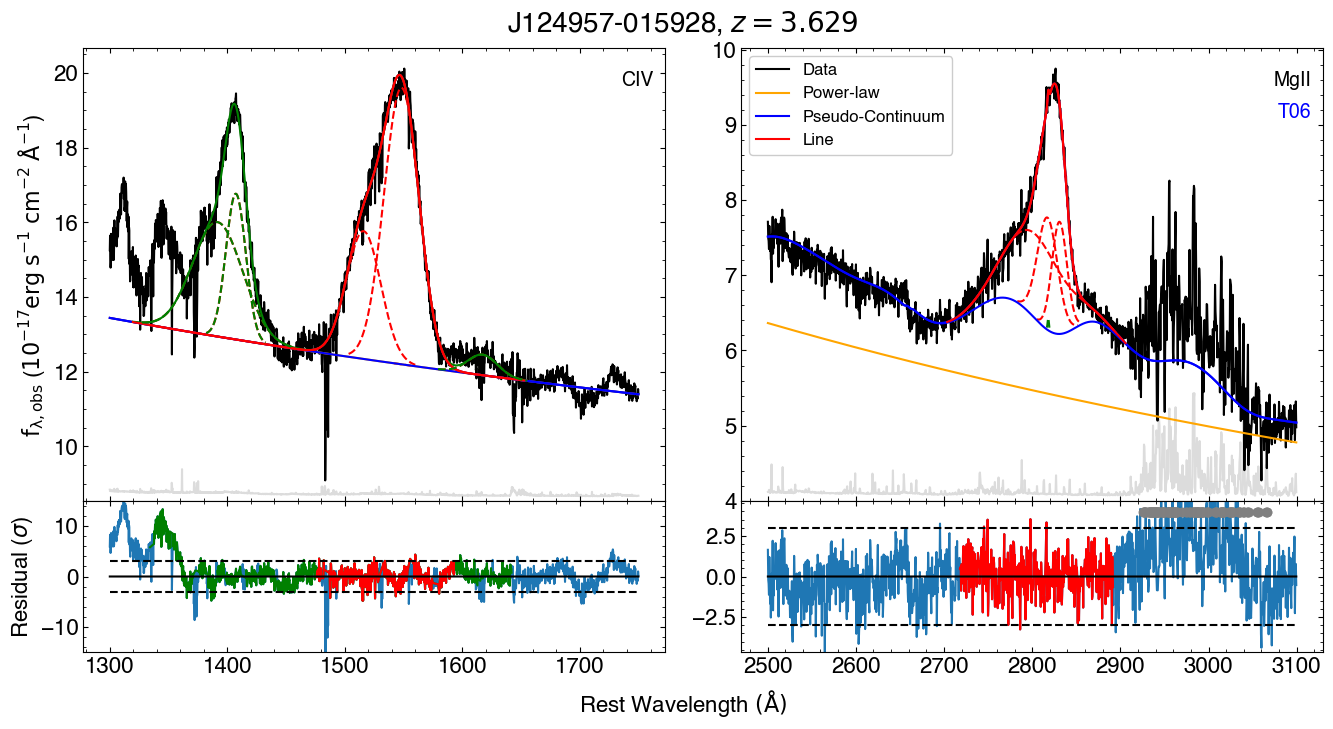 J124957-015928, z = 3.629
CIV
20
18
16
14
12
10
f_λ,obs (10⁻¹⁷erg s⁻¹ cm⁻² Å⁻¹)
10
0
−10
Residual (σ)
1300 1400 1500 1600 1700
10
9
8
7
6
5
4
Data
Power-law
Pseudo-Continuum
Line
MgII
T06
2.5
0.0
−2.5
2500 2600 2700 2800 2900 3000 3100
Rest Wavelength (Å)